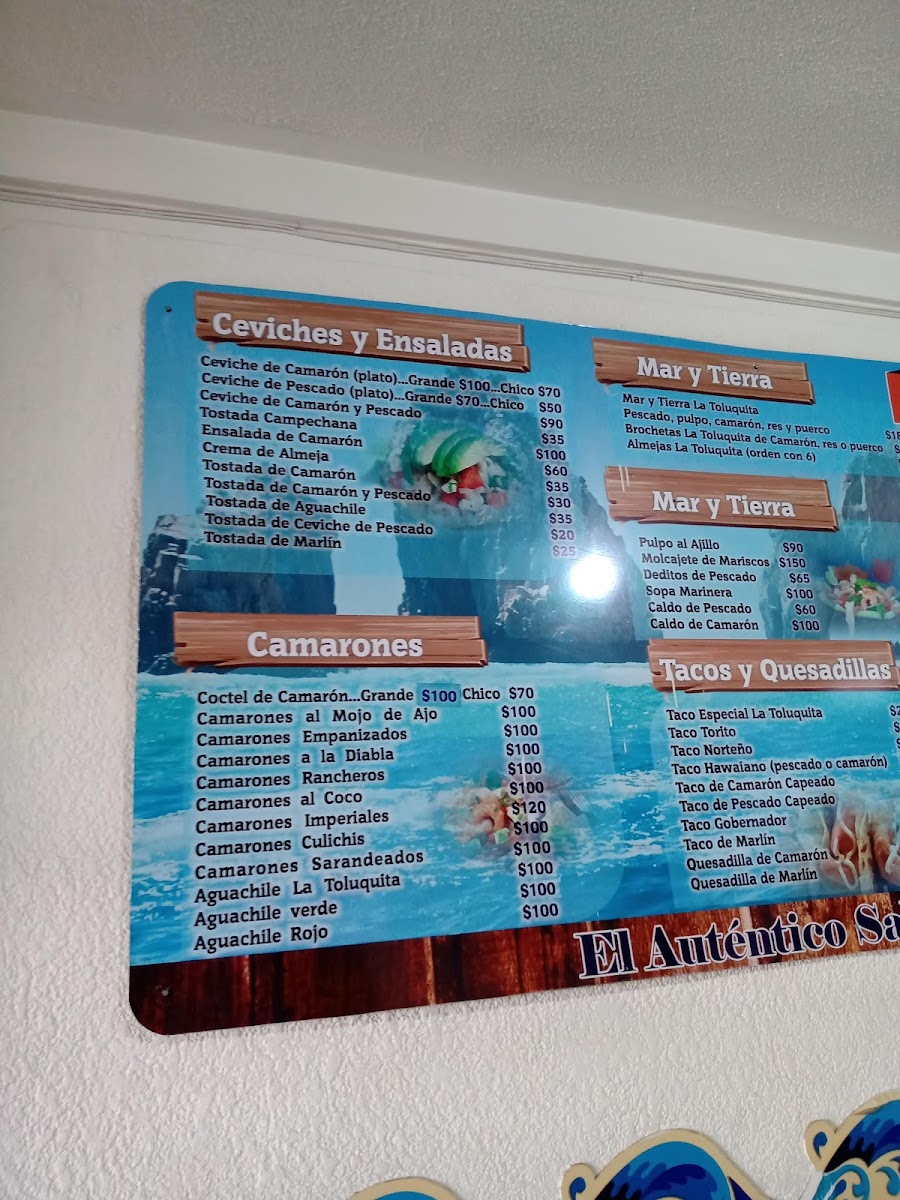 Ceviches y Ensaladas
Ceviche de Camarón (plato)...Grande $100...Chico $70
Ceviche de Pescado (plato)...Grande $70...Chico $50
Ceviche de Camarón y Pescado $90
Tostada Campechana $35
Ensalada de Camarón $100
Crema de Almeja $60
Tostada de Camarón $35
Tostada de Camarón y Pescado $30
Tostada de Aguachile $35
Tostada de Ceviche de Pescado $20
Tostada de Marlín $25
Camarones
Coctel de Camarón...Grande $100 Chico $70
Camarones al Mojo de Ajo $100
Camarones Empanizados $100
Camarones a la Diabla $100
Camarones Rancheros $100
Camarones al Coco $100
Camarones Imperiales $120
Camarones Culichis $100
Camarones Sarandeados $100
Aguachile La Toluquita $100
Aguachile verde $100
Aguachile Rojo $100
Mar y Tierra
Mar y Tierra La Toluquita
Pescado, pulpo, camarón, res y puerco
Brochetas La Toluquita de Camarón, res o puerco
Almejas La Toluquita (orden con 6)
Mar y Tierra
Pulpo al Ajillo $90
Molcajete de Mariscos $150
Deditos de Pescado $65
Sopa Marinera $100
Caldo de Pescado $60
Caldo de Camarón $100
Tacos y Quesadillas
Taco Especial La Toluquita
Taco Torito
Taco Norteño
Taco Hawaiano (pescado o camarón)
Taco de Camarón Capeado
Taco de Pescado Capeado
Taco Gobernador
Taco de Marlín
Quesadilla de Camarón
Quesadilla de Marlín
El Auténtico